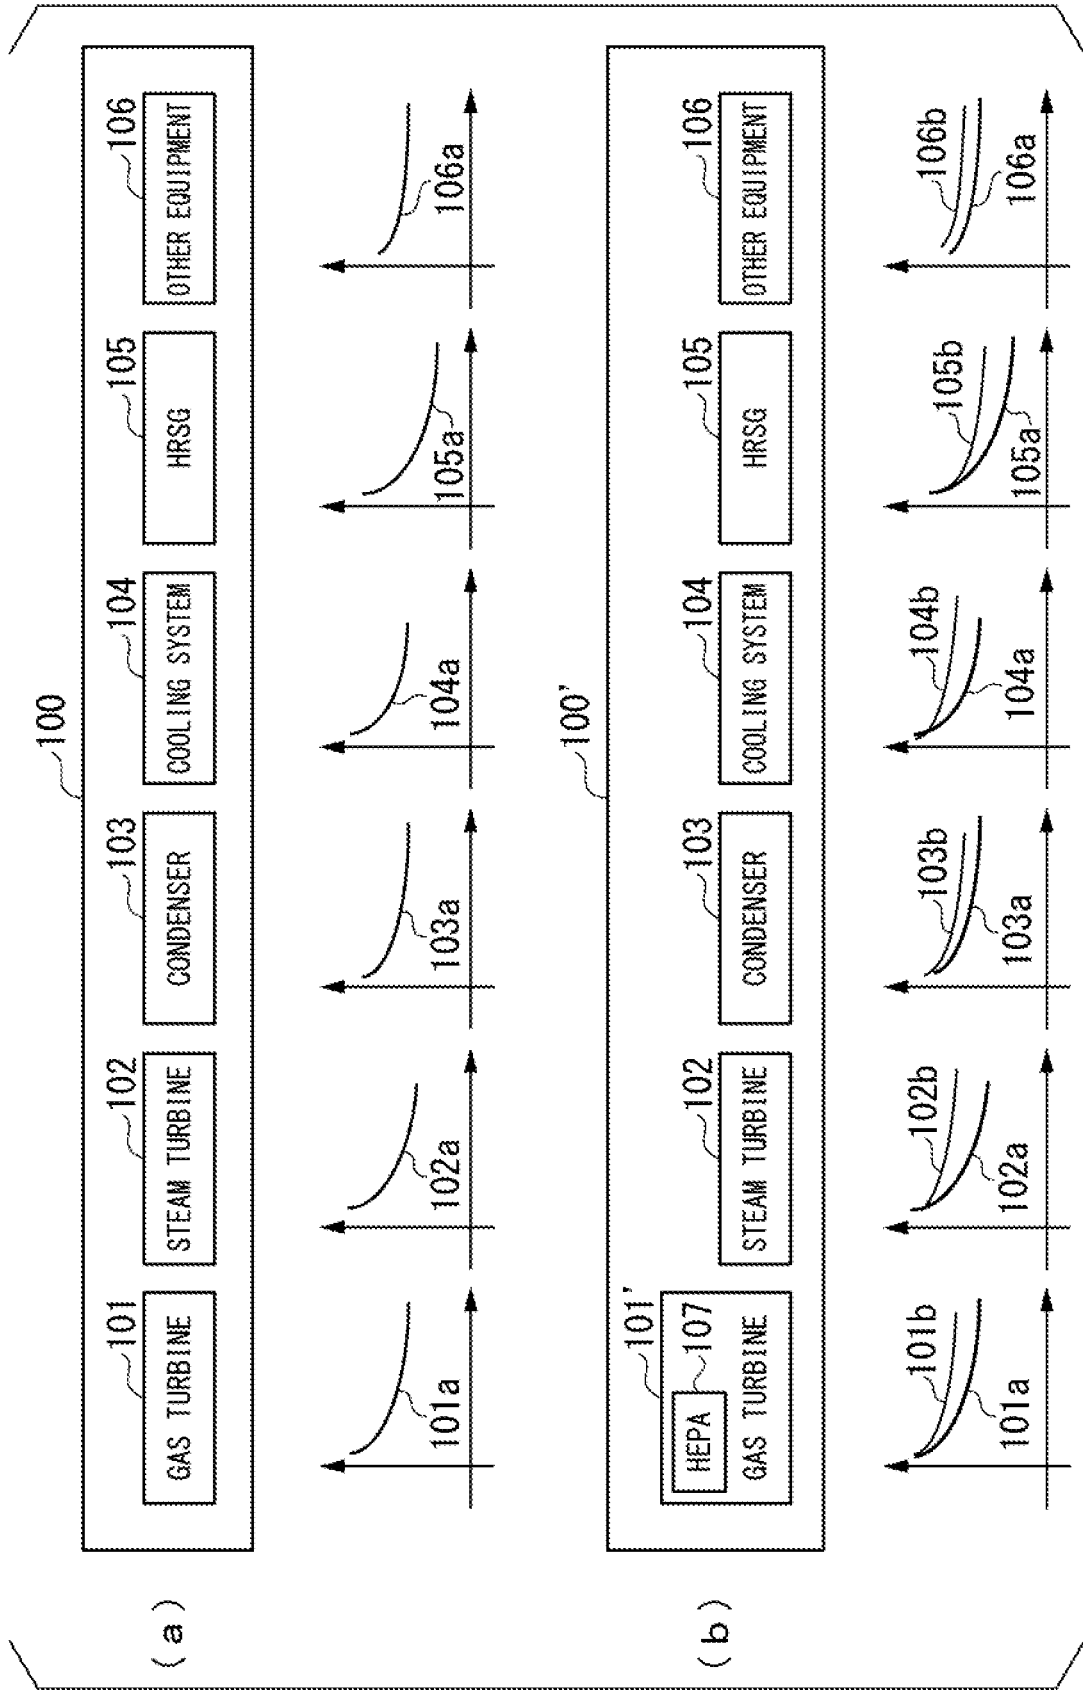 (a)
100
101 102 103 104 105 106
GAS TURBINE STEAM TURBINE CONDENSER COOLING SYSTEM HRSG OTHER EQUIPMENT
101a 102a 103a 104a 105a 106a
(b)
100'
101'
HEPA 107
102 103 104 105 106
GAS TURBINE STEAM TURBINE CONDENSER COOLING SYSTEM HRSG OTHER EQUIPMENT
101b 102b 103b 104b 105b 106b
101a 102a 103a 104a 105a 106a